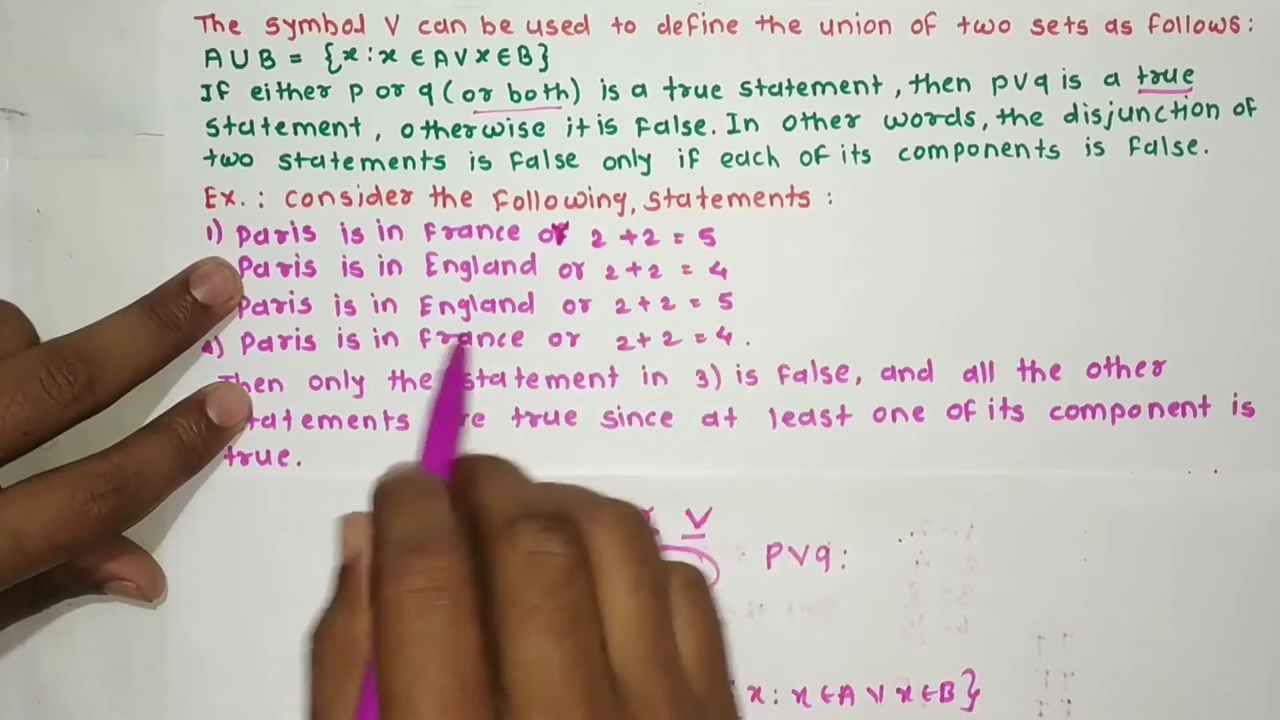 The symbol V can be used to define the union of two sets as follows:
A U B = {x : x ∈ A V x ∈ B}
If either p or q (or both) is a true statement, then p V q is a true
statement, otherwise it is false. In other words, the disjunction of
two statements is false only if each of its components is false.
Ex. : Consider the following statements :
1) Paris is in france or 2 + 2 = 5
Paris is in England or 2 + 2 = 4
Paris is in England or 2 + 2 = 5
4) Paris is in france or 2 + 2 = 4.
Then only the statement in 3) is false, and all the other
statements true since at least one of its component is
true.
V p V q :
x : x ∈ A V x ∈ B}